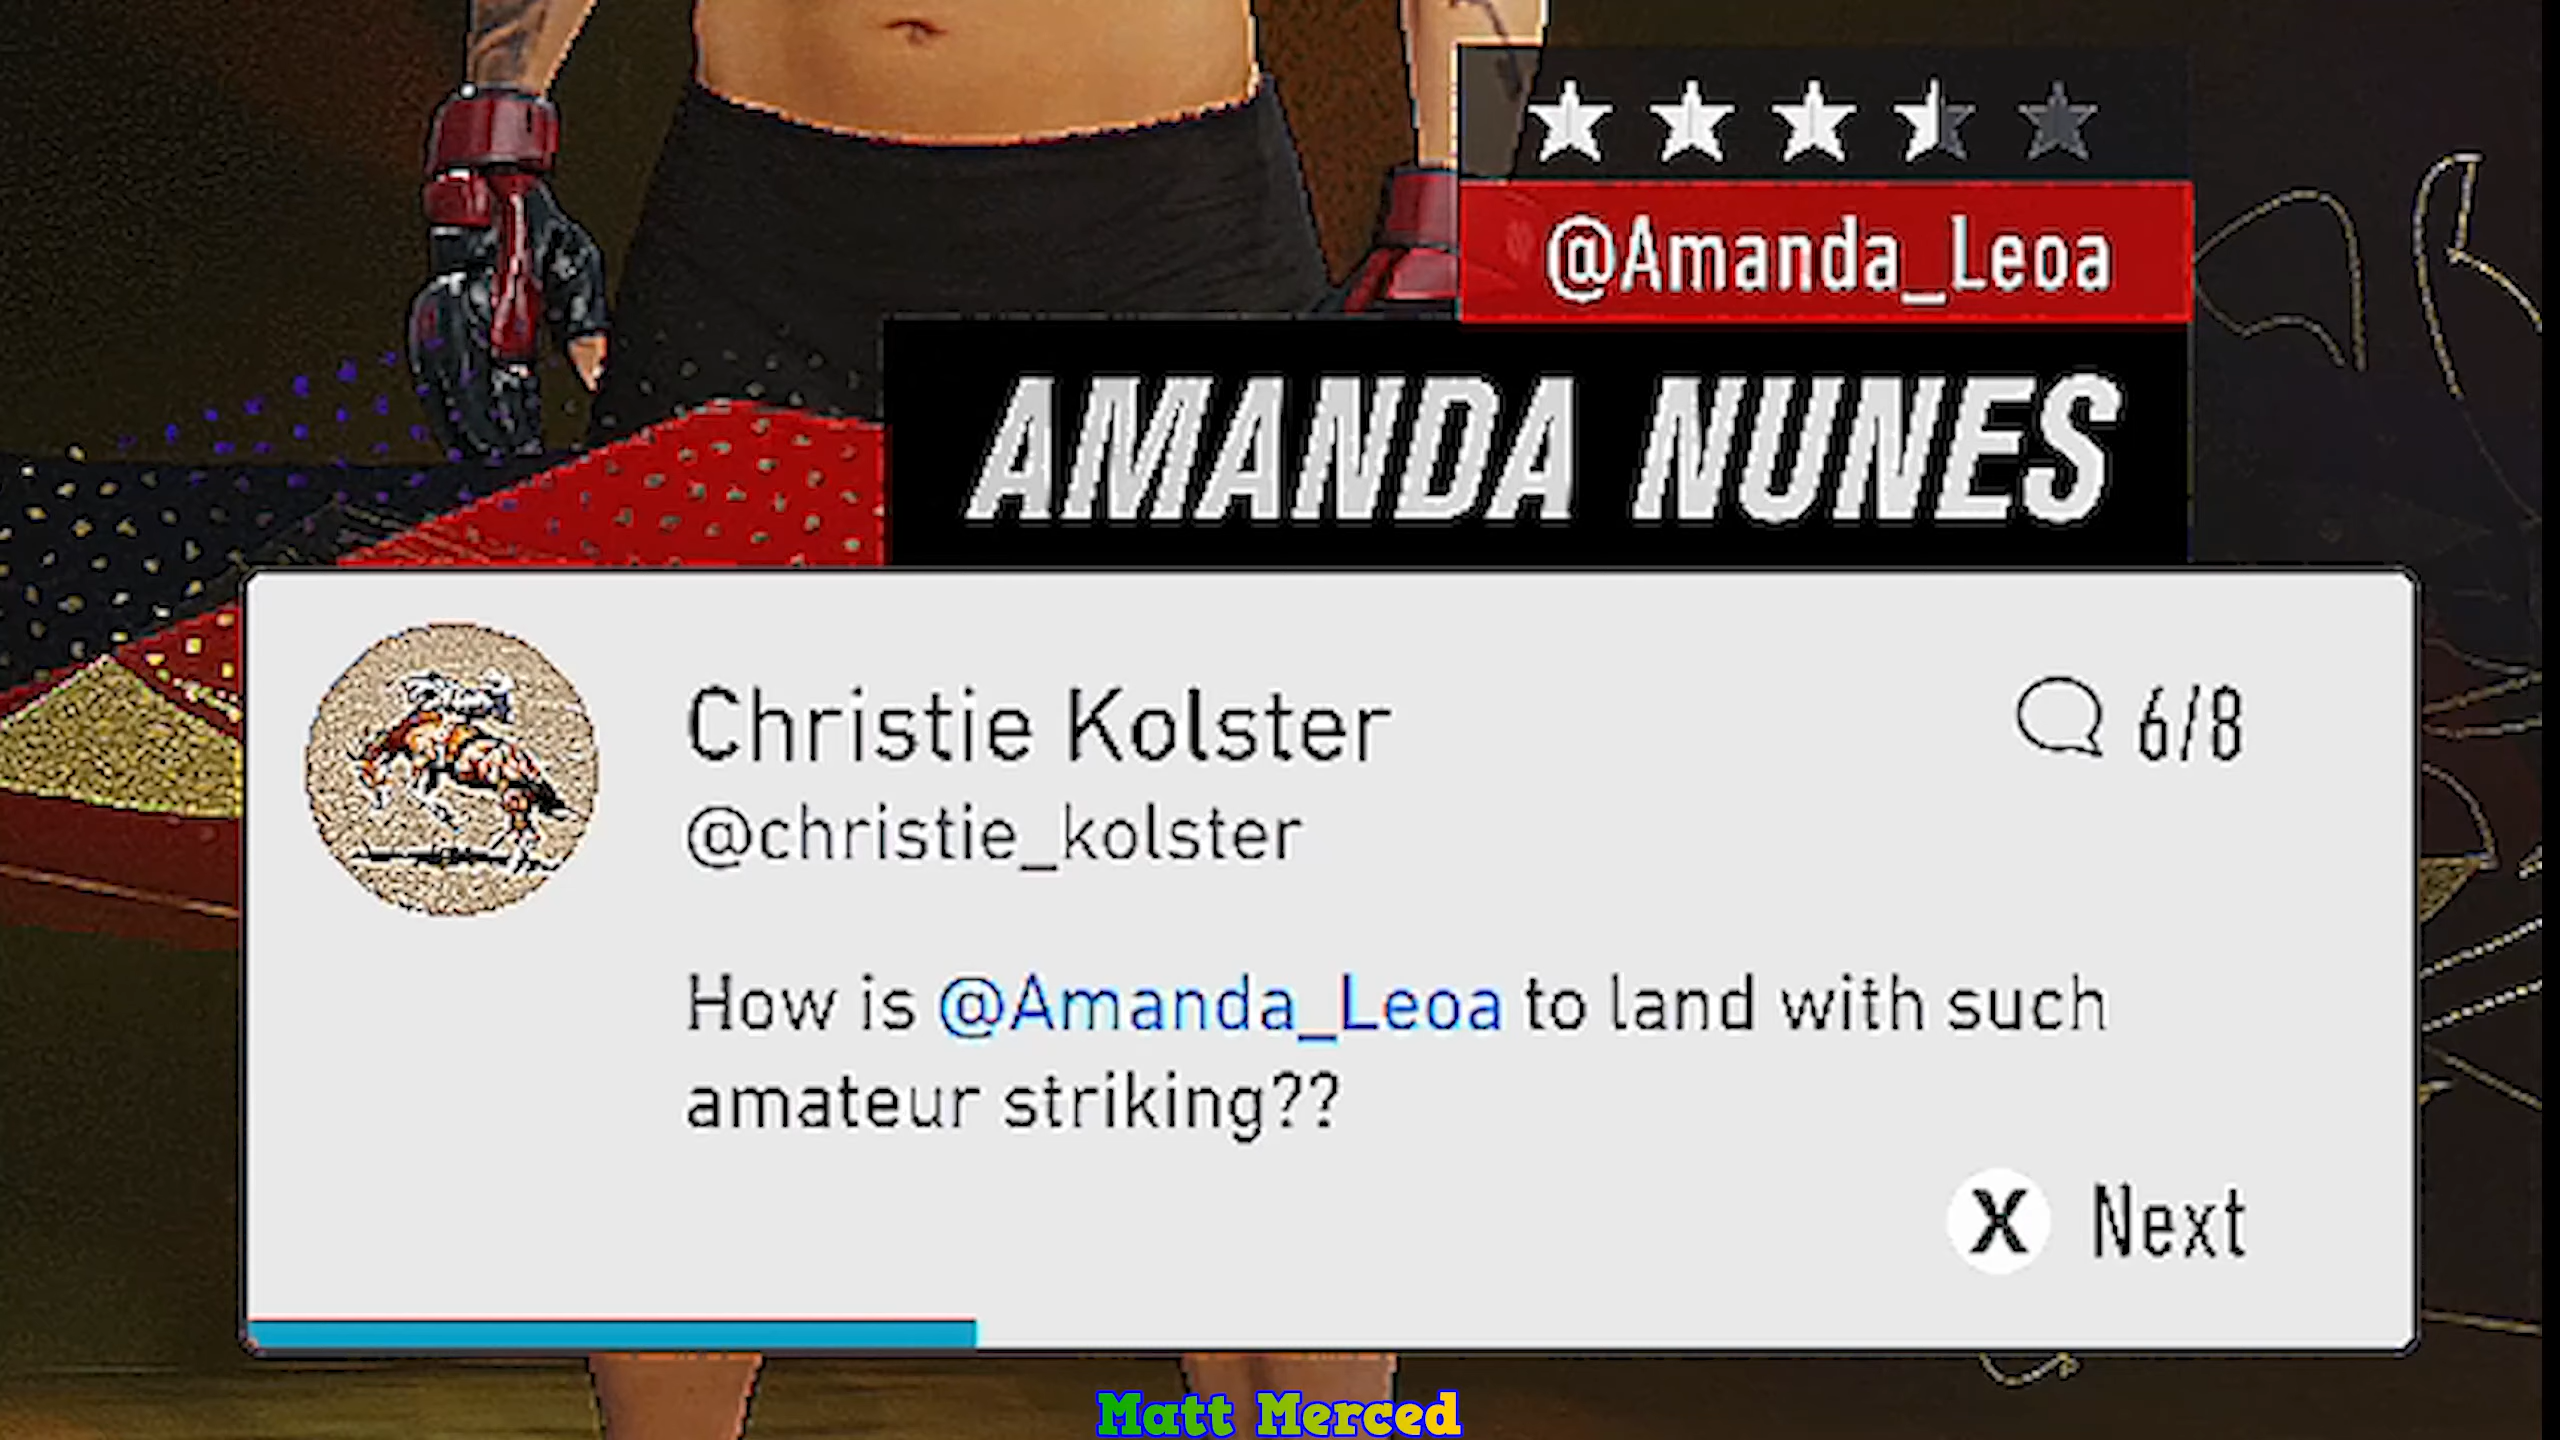 @Amanda_Leoa
AMANDA NUNES
Christie Kolster
6/8
@christie_kolster
How is @Amanda_Leoa to land with such
amateur striking??
X Next
Matt Merced